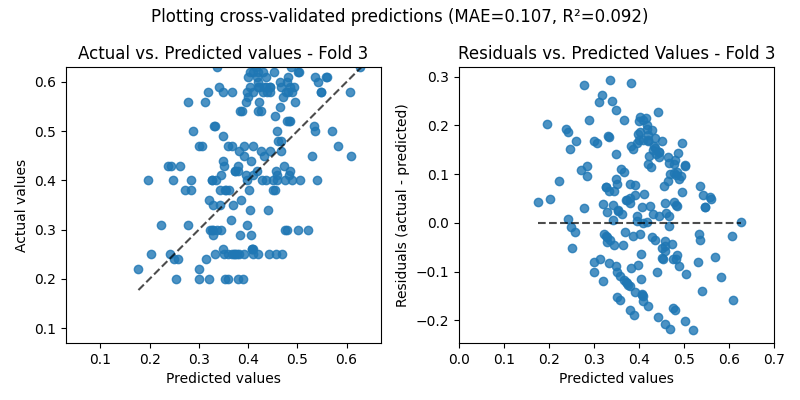 Plotting cross-validated predictions (MAE=0.107, R²=0.092)
Actual vs. Predicted values - Fold 3
Actual values
0.6
0.5
0.4
0.3
0.2
0.1
0.1 0.2 0.3 0.4 0.5 0.6
Predicted values
Residuals vs. Predicted Values - Fold 3
Residuals (actual - predicted)
0.3
0.2
0.1
0.0
−0.1
−0.2
0.0 0.1 0.2 0.3 0.4 0.5 0.6 0.7
Predicted values